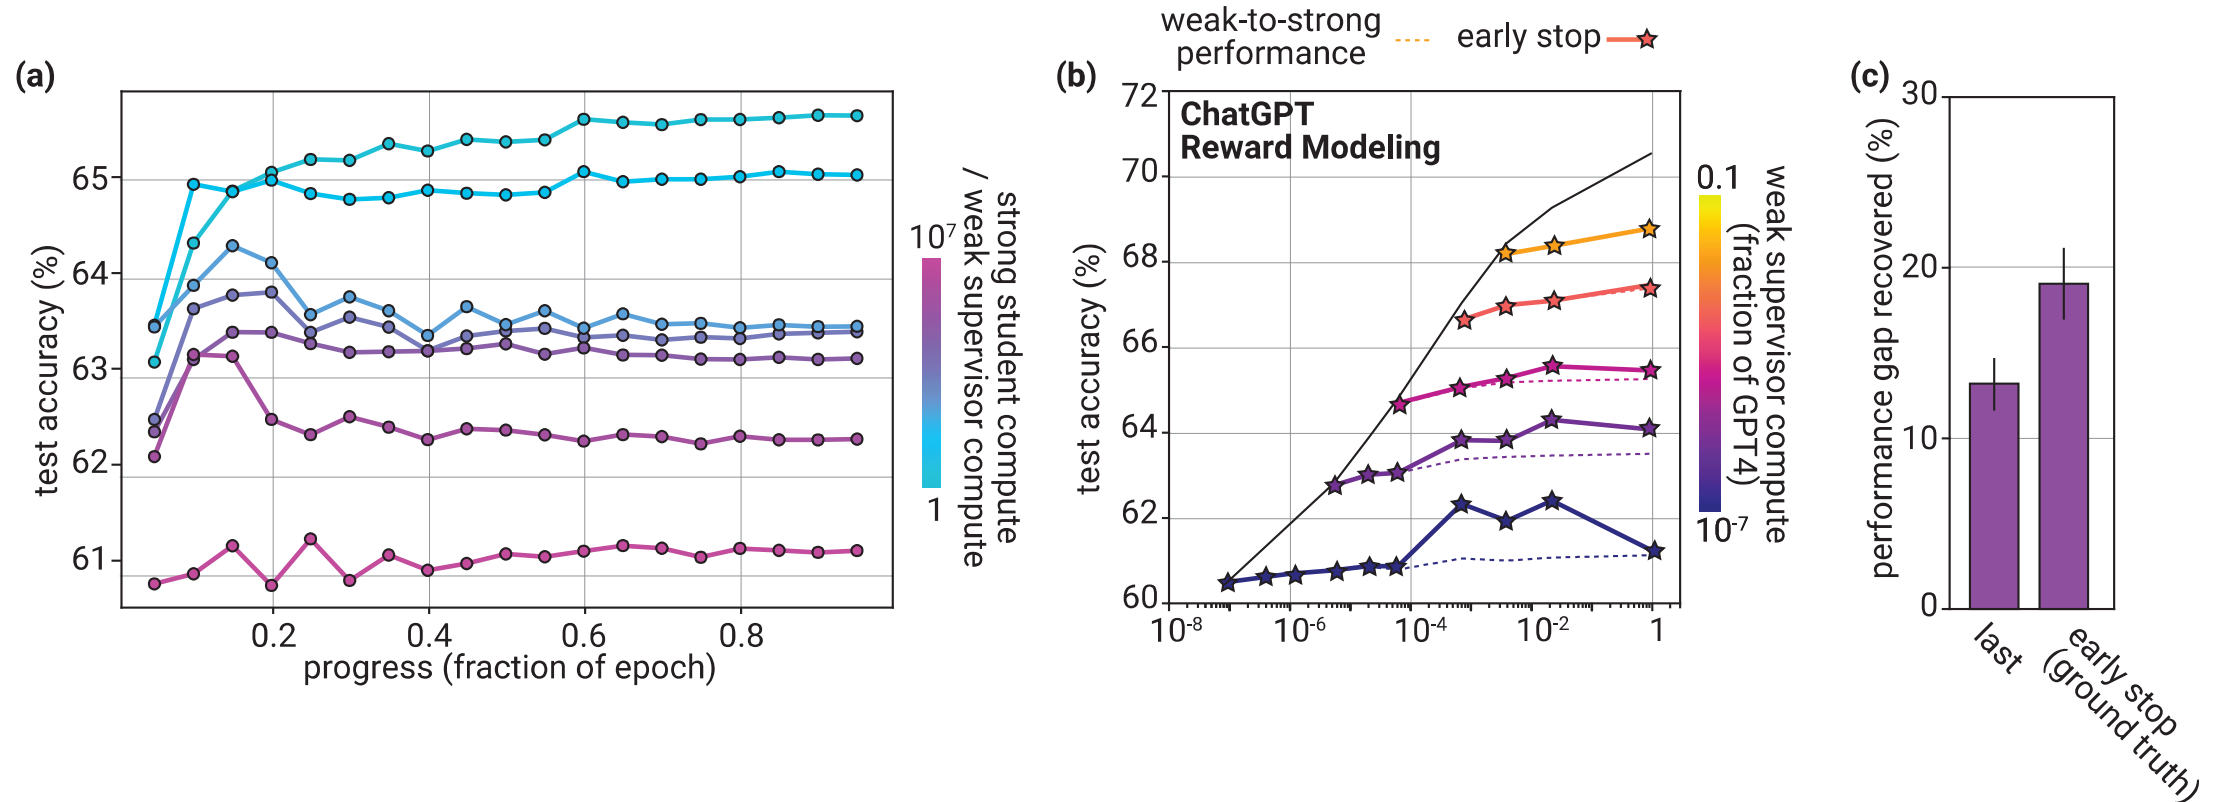 weak-to-strong
performance
early stop
(a)
test accuracy (%)
65
64
63
62
61
0.2
0.4
0.6
0.8
progress (fraction of epoch)
10⁷
1
strong student compute
/ weak supervisor compute
(b)
ChatGPT
Reward Modeling
test accuracy (%)
72
70
68
66
64
62
60
10⁻⁸
10⁻⁶
10⁻⁴
10⁻²
1
0.1
10⁻⁷
weak supervisor compute
(fraction of GPT4)
(c)
performance gap recovered (%)
30
20
10
0
last
early stop
(ground truth)